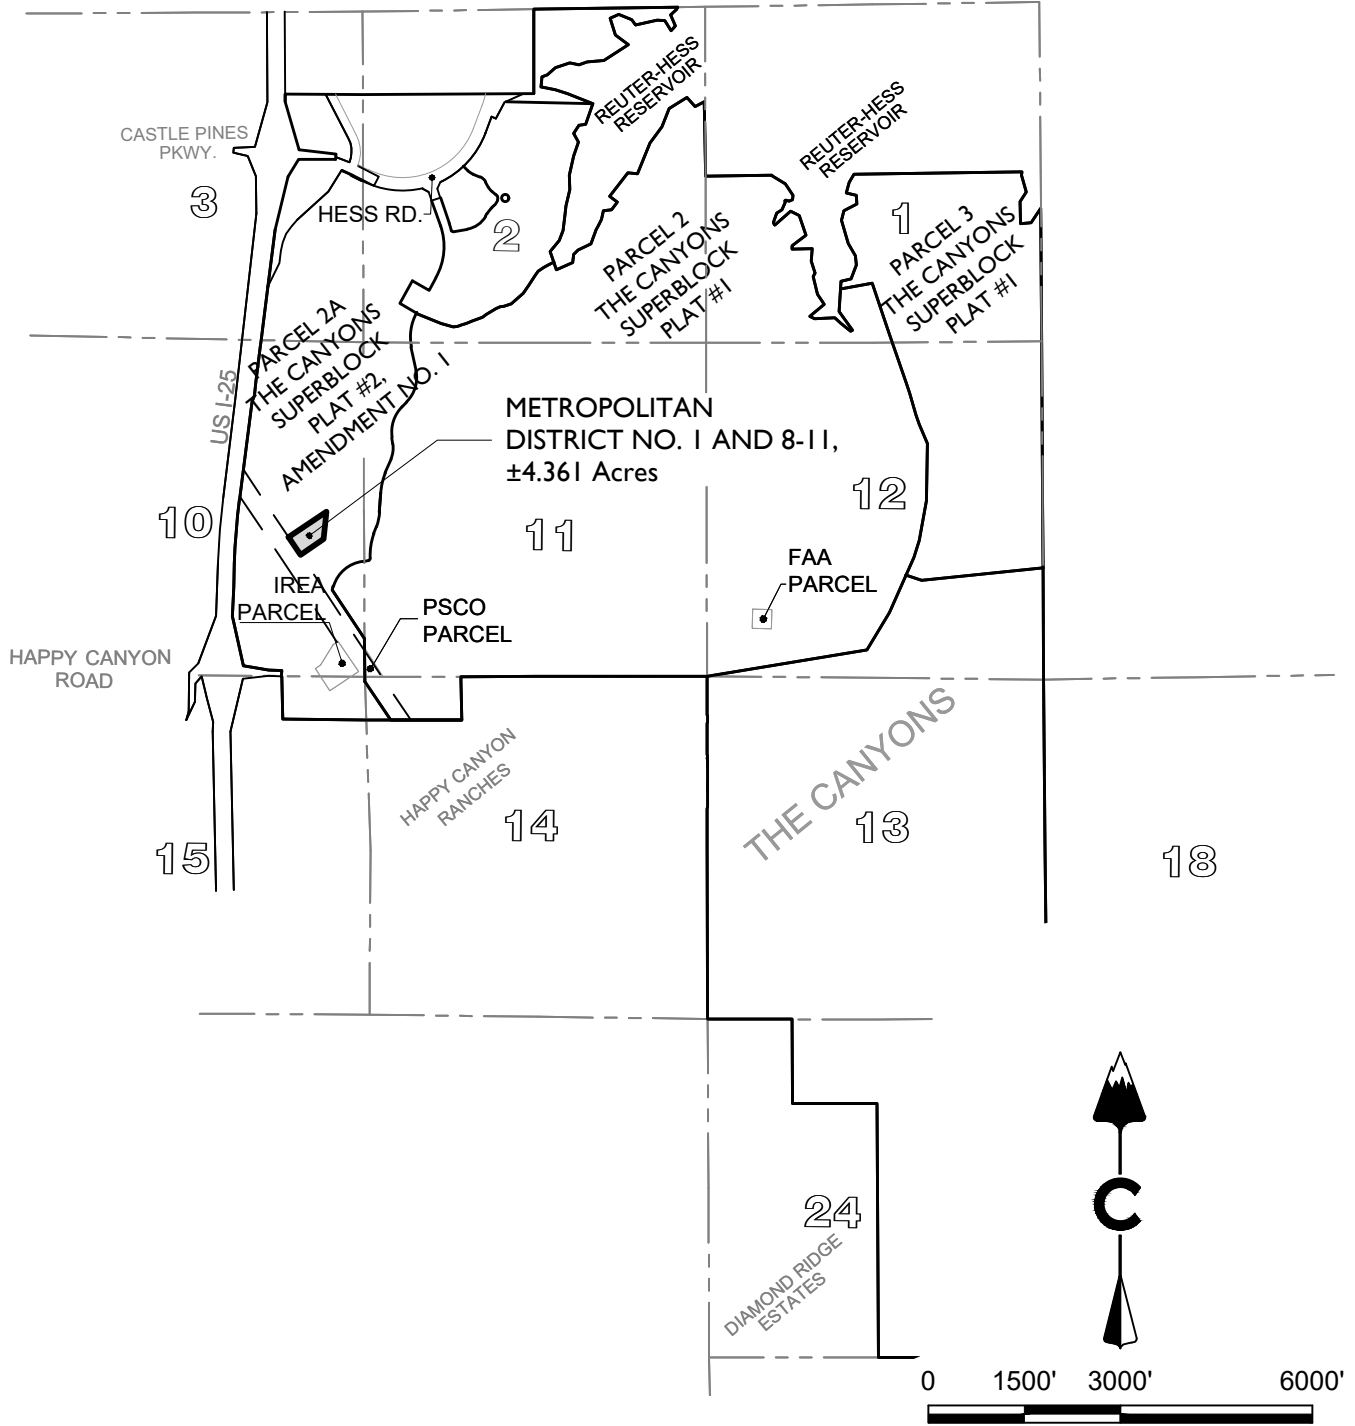 REUTER-HESS
RESERVOIR
REUTER-HESS
RESERVOIR
CASTLE PINES
PKWY.
3
HESS RD.
2
1
PARCEL 2
THE CANYONS
SUPERBLOCK
PLAT #1
PARCEL 3
THE CANYONS
SUPERBLOCK
PLAT #1
PARCEL 2A
THE CANYONS
SUPERBLOCK
PLAT #2,
AMENDMENT NO. 1
US I-25
METROPOLITAN
DISTRICT NO. 1 AND 8-11,
±4.361 Acres
10
11
12
IREA
PARCEL
PSCO
PARCEL
FAA
PARCEL
HAPPY CANYON
ROAD
HAPPY CANYON
RANCHES
THE CANYONS
15
14
13
18
24
DIAMOND RIDGE
ESTATES
C
0 1500' 3000' 6000'